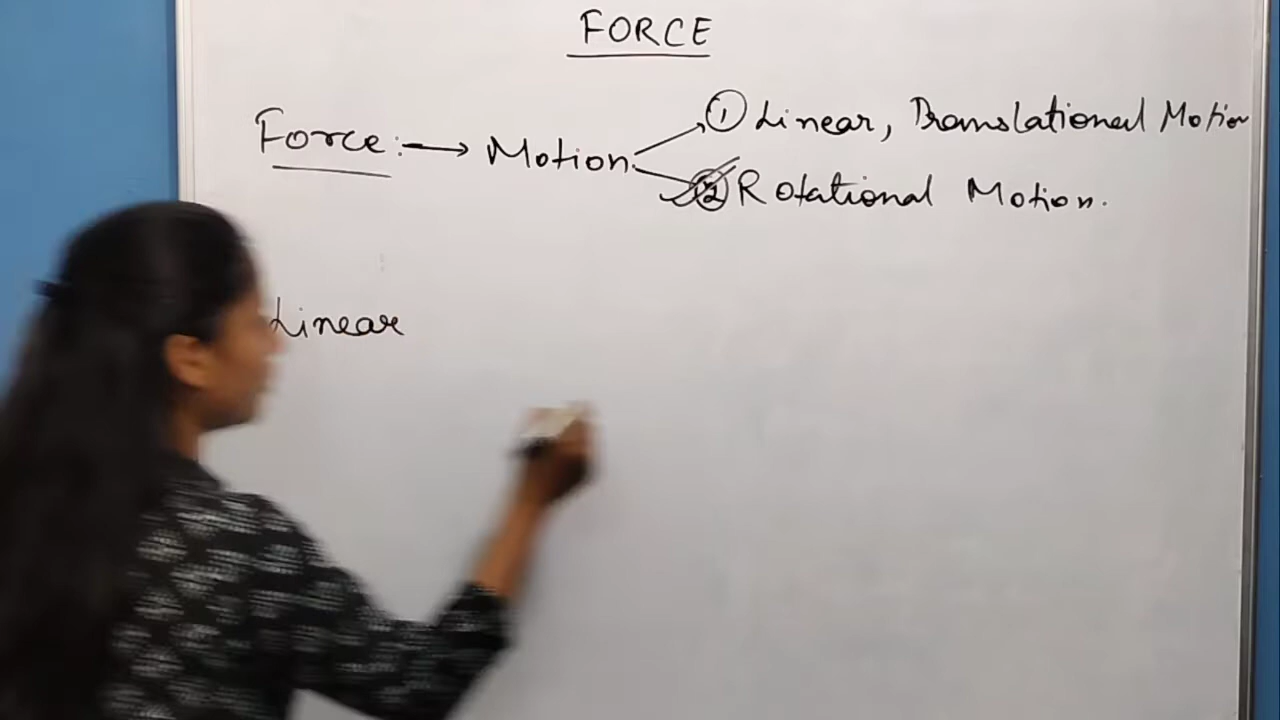 FORCE
① Linear, Translational Motion
Force: → Motion
② Rotational Motion.
Linear